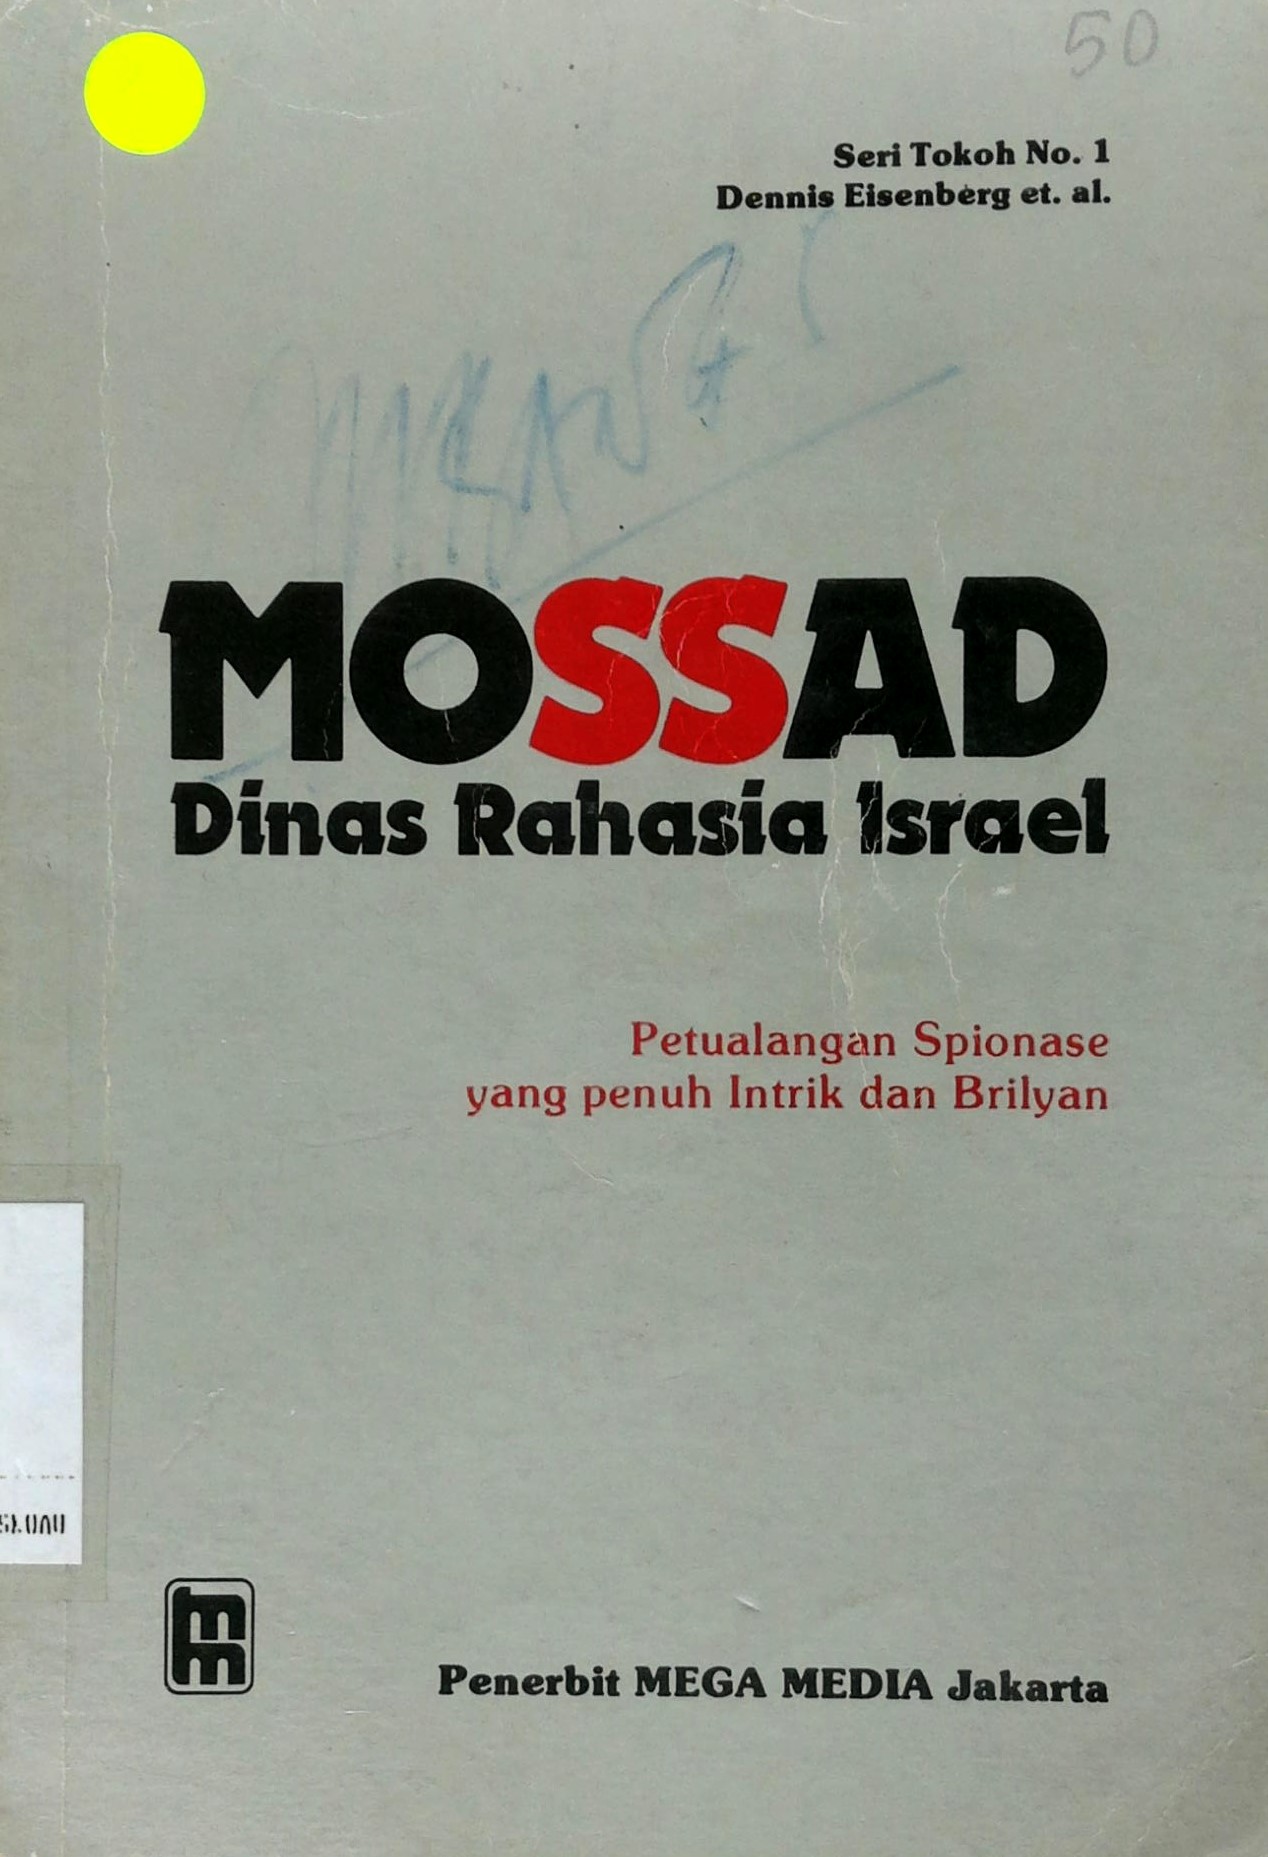 50
Seri Tokoh No. 1
Dennis Eisenberg et. al.
MOSSAD
Dinas Rahasia Israel
Petualangan Spionase
yang penuh Intrik dan Brilyan
mm
Penerbit MEGA MEDIA Jakarta